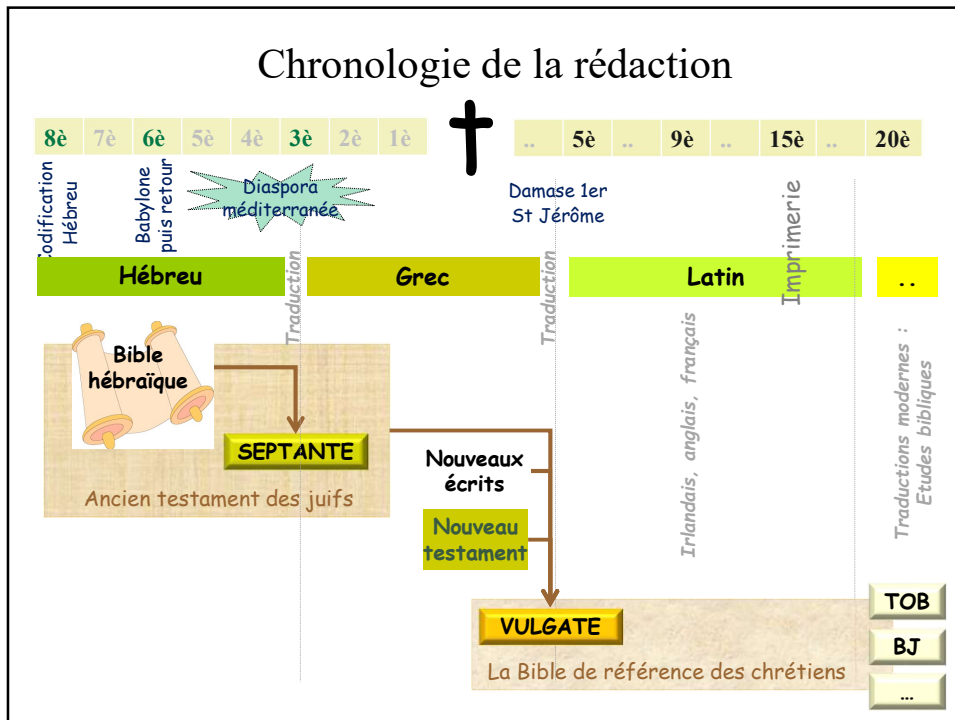 Chronologie de la rédaction
8è 7è 6è 5è 4è 3è 2è 1è
.. 5è .. 9è .. 15è .. 20è
Codification
Hébreu
Babylone
puis retour
Diaspora
méditerranée
Damase 1er
St Jérôme
Imprimerie
Hébreu
Traduction
Grec
Traduction
Latin
..
Bible
hébraïque
SEPTANTE
Ancien testament des juifs
Nouveaux
écrits
Nouveau
testament
Irlandais, anglais, français
Traductions modernes :
Etudes bibliques
VULGATE
La Bible de référence des chrétiens
TOB
BJ
…